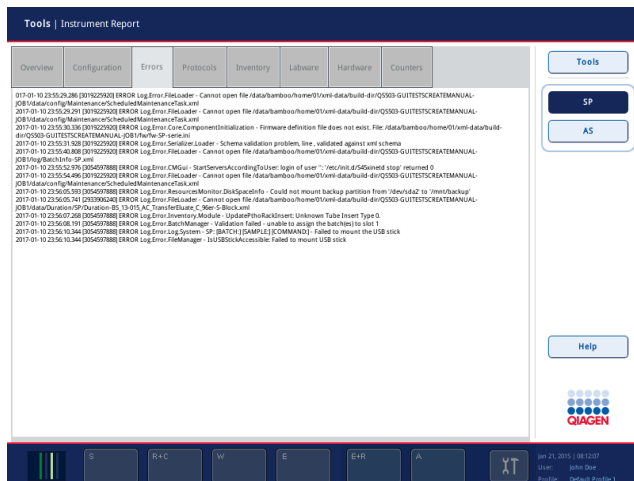 Tools | Instrument Report
Overview Configuration Errors Protocols Inventory Labware Hardware Counters
017-01-10 23:55:29.286 [3019225920] ERROR Log.Error.FileLoader - Cannot open file /data/bamboo/home/01/xml-data/build-dir/QS503-GUITESTSCREATEMANUAL-
JOB1/data/config/Maintenance/ScheduledMaintenanceTask.xml
2017-01-10 23:55:29.291 [3019225920] ERROR Log.Error.FileLoader - Cannot open file /data/bamboo/home/01/xml-data/build-dir/QS503-GUITESTSCREATEMANUAL-
JOB1/data/config/Maintenance/ScheduledMaintenanceTask.xml
2017-01-10 23:55:30.336 [3019225920] ERROR Log.Error.Core.ComponentInitialization - Firmware definition file does not exist. File: /data/bamboo/home/01/xml-data/build-
dir/QS503-GUITESTSCREATEMANUAL-JOB1/fw/fw-SP-serie.ini
2017-01-10 23:55:31.928 [3054597888] ERROR Log.Error.Serializer.Loader - Schema validation problem, line , validated against xml schema
2017-01-10 23:55:40.808 [3019225920] ERROR Log.Error.FileLoader - Cannot open file /data/bamboo/home/01/xml-data/build-dir/QS503-GUITESTSCREATEMANUAL-
JOB1/log/BatchInfo-SP.xml
2017-01-10 23:55:52.976 [3054597888] ERROR Log.Error.CMGui - StartServersAccordingToUser: login of user '': '/etc/init.d/S45xinetd stop' returned 0
2017-01-10 23:55:54.496 [3054597888] ERROR Log.Error.FileLoader - Cannot open file /data/bamboo/home/01/xml-data/build-dir/QS503-GUITESTSCREATEMANUAL-
JOB1/data/config/Maintenance/ScheduledMaintenanceTask.xml
2017-01-10 23:56:05.593 [3054597888] ERROR Log.Error.ResourcesMonitor.DiskSpaceInfo - Could not mount backup partition from '/dev/sda2' to '/mnt/backup'
2017-01-10 23:56:05.741 [2933906240] ERROR Log.Error.FileLoader - Cannot open file /data/bamboo/home/01/xml-data/build-dir/QS503-GUITESTSCREATEMANUAL-
JOB1/data/Duration/SP/Duration-BS_13-015_AC_TransferEluate_C_96er-S-Block.xml
2017-01-10 23:56:07.268 [3054597888] ERROR Log.Error.Inventory.Module - UpdatePthoRackInsert: Unknown Tube Insert Type 0.
2017-01-10 23:56:08.191 [3054597888] ERROR Log.Error.BatchManager - Validation failed - unable to assign the batch(es) to slot 1
2017-01-10 23:56:10.344 [3054597888] ERROR Log.Error.Log.System - SP: [BATCH:] [SAMPLE:] [COMMAND:] - Failed to mount the USB stick
2017-01-10 23:56:10.344 [3054597888] ERROR Log.Error.FileManager - IsUSBStickAccessible: Failed to mount USB stick
Tools
SP
AS
Help
QIAGEN
S R+C W E E+R A
Jan 21, 2015 | 08:12:07
User: John Doe
Profile: Default Profile 1